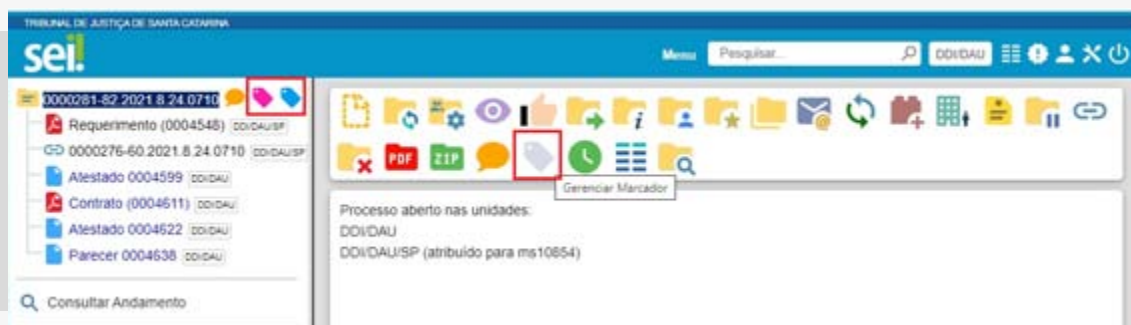 TRIBUNAL DE JUSTIÇA DE SANTA CATARINA
sei!
Menu
Pesquisar...
DDI/DAU
0000281-82.2021.8.24.0710
Requerimento (0004548) DDI/DAU/SP
0000276-60.2021.8.24.0710 DDI/DAU/SP
Atestado 0004599 DDI/DAU
Contrato (0004611) DDI/DAU
Atestado 0004622 DDI/DAU
Parecer 0004638 DDI/DAU
Consultar Andamento
PDF
ZIP
Gerenciar Marcador
Processo aberto nas unidades:
DDI/DAU
DDI/DAU/SP (atribuído para ms10854)